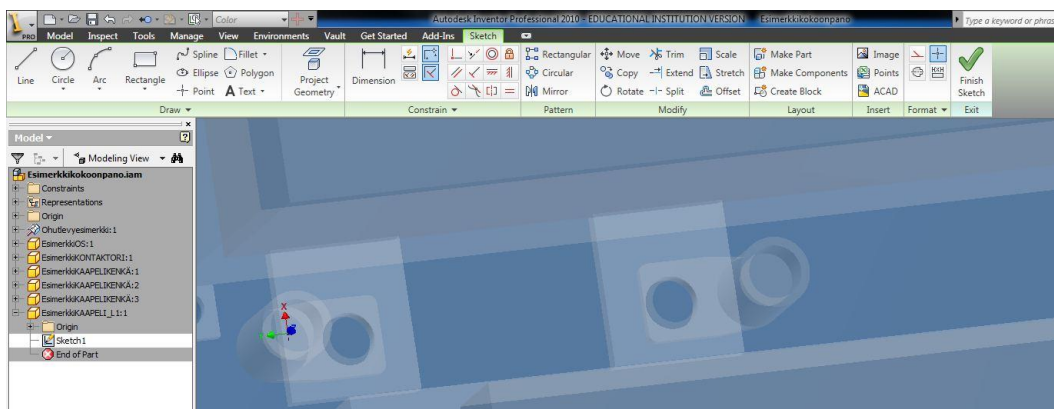 Color
Autodesk Inventor Professional 2010 - EDUCATIONAL INSTITUTION VERSION Esimerkkikokoonpano
Type a keyword or phras
PRO Model Inspect Tools Manage View Environments Vault Get Started Add-Ins Sketch
Line Circle Arc Rectangle
Spline Fillet
Ellipse Polygon
Point A Text
Project Geometry
Dimension
Rectangular
Circular
Mirror
Move Trim Scale
Copy Extend Stretch
Rotate Split Offset
Make Part
Make Components
Create Block
Image
Points
ACAD
Finish Sketch
Draw Constrain Pattern Modify Layout Insert Format Exit
Model
Modeling View
Esimerkkikokoonpano.iam
Constraints
Representations
Origin
Ohutlevyesimerkki:1
EsimerkkiOS:1
EsimerkkiKONTAKTORI:1
EsimerkkiKAAPELIKENKÄ:1
EsimerkkiKAAPELIKENKÄ:2
EsimerkkiKAAPELIKENKÄ:3
EsimerkkiKAAPELI_L1:1
Origin
Sketch1
End of Part
X